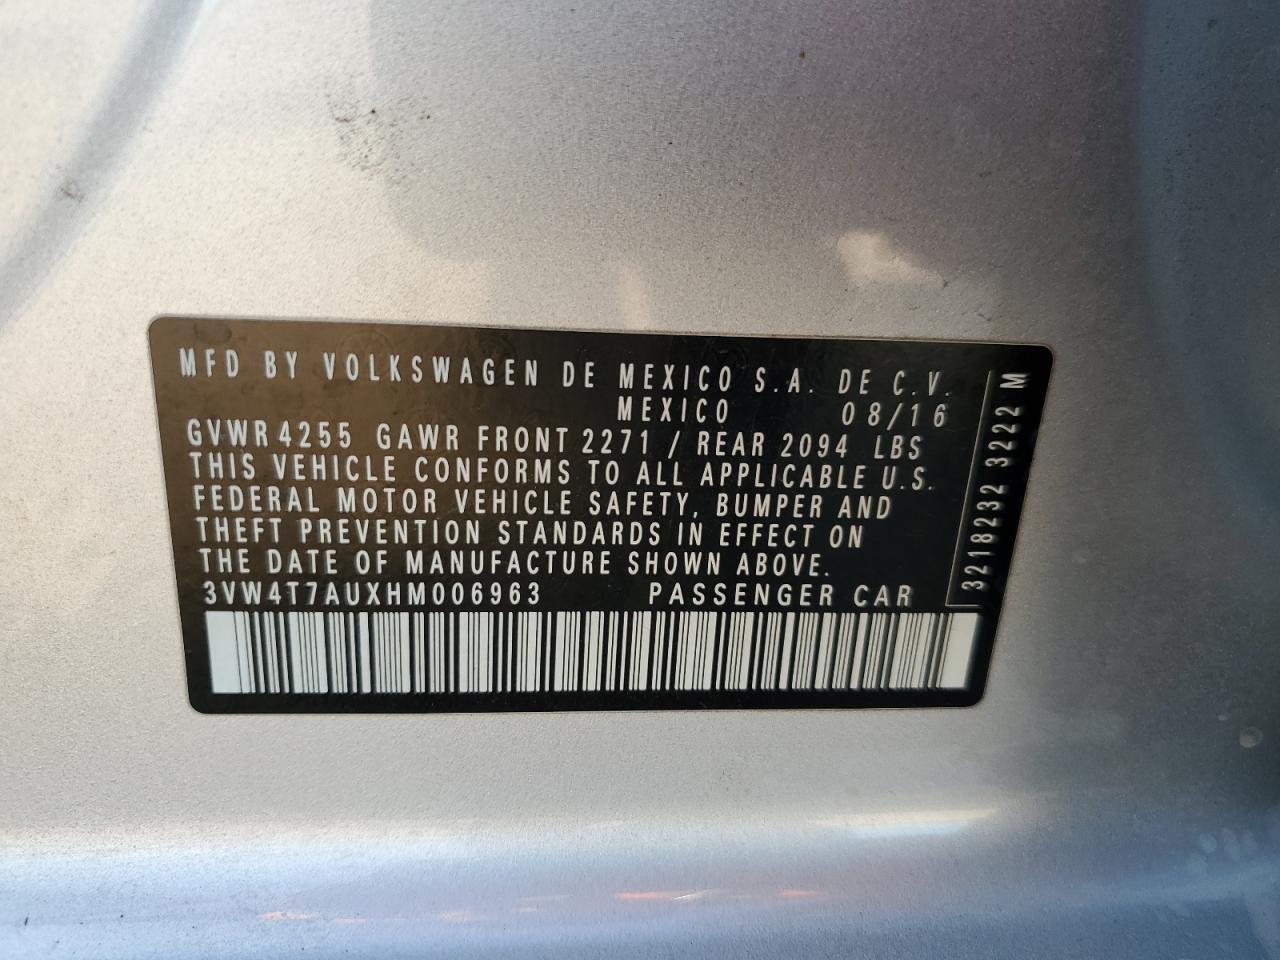 MFD BY VOLKSWAGEN DE MEXICO S.A. DE C.V.
MEXICO 08/16
GVWR 4255 GAWR FRONT 2271 / REAR 2094 LBS
THIS VEHICLE CONFORMS TO ALL APPLICABLE U.S.
FEDERAL MOTOR VEHICLE SAFETY, BUMPER AND
THEFT PREVENTION STANDARDS IN EFFECT ON
THE DATE OF MANUFACTURE SHOWN ABOVE.
3VW4T7AUXHM006963 PASSENGER CAR
3218232 3222 M